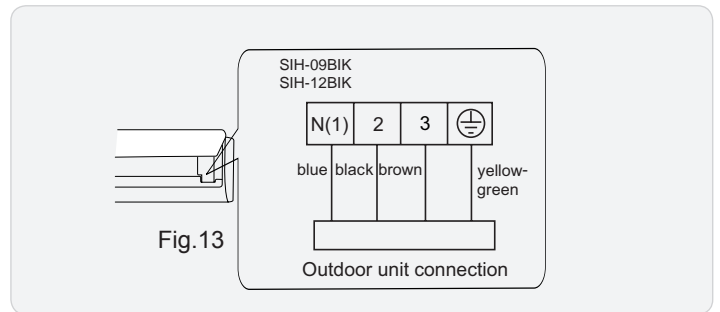 SIH-09BIK
SIH-12BIK
N(1) 2 3
blue black brown yellow-
green
Fig.13
Outdoor unit connection